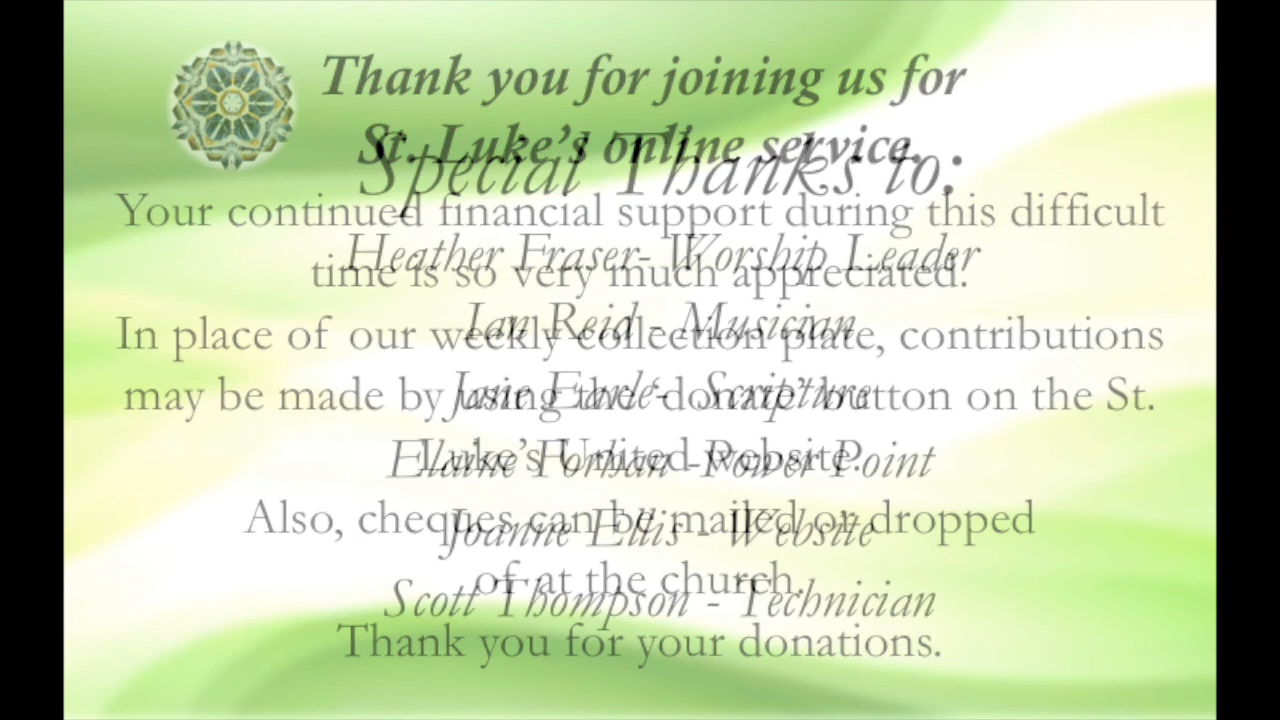 Thank you for joining us for
St. Luke's online service.
Your continued financial support during this difficult
time is so very much appreciated.
In place of our weekly collection plate, contributions
may be made by using the 'donate' button on the St.
Luke's United website.
Also, cheques can be mailed or dropped
of at the church.
Thank you for your donations.
Special Thanks to:
Heather Fraser- Worship Leader
Ian Reid - Musician
Jane Earle- Scripture
Elaine Forhan -Power Point
Joanne Ellis - Website
Scott Thompson - Technician